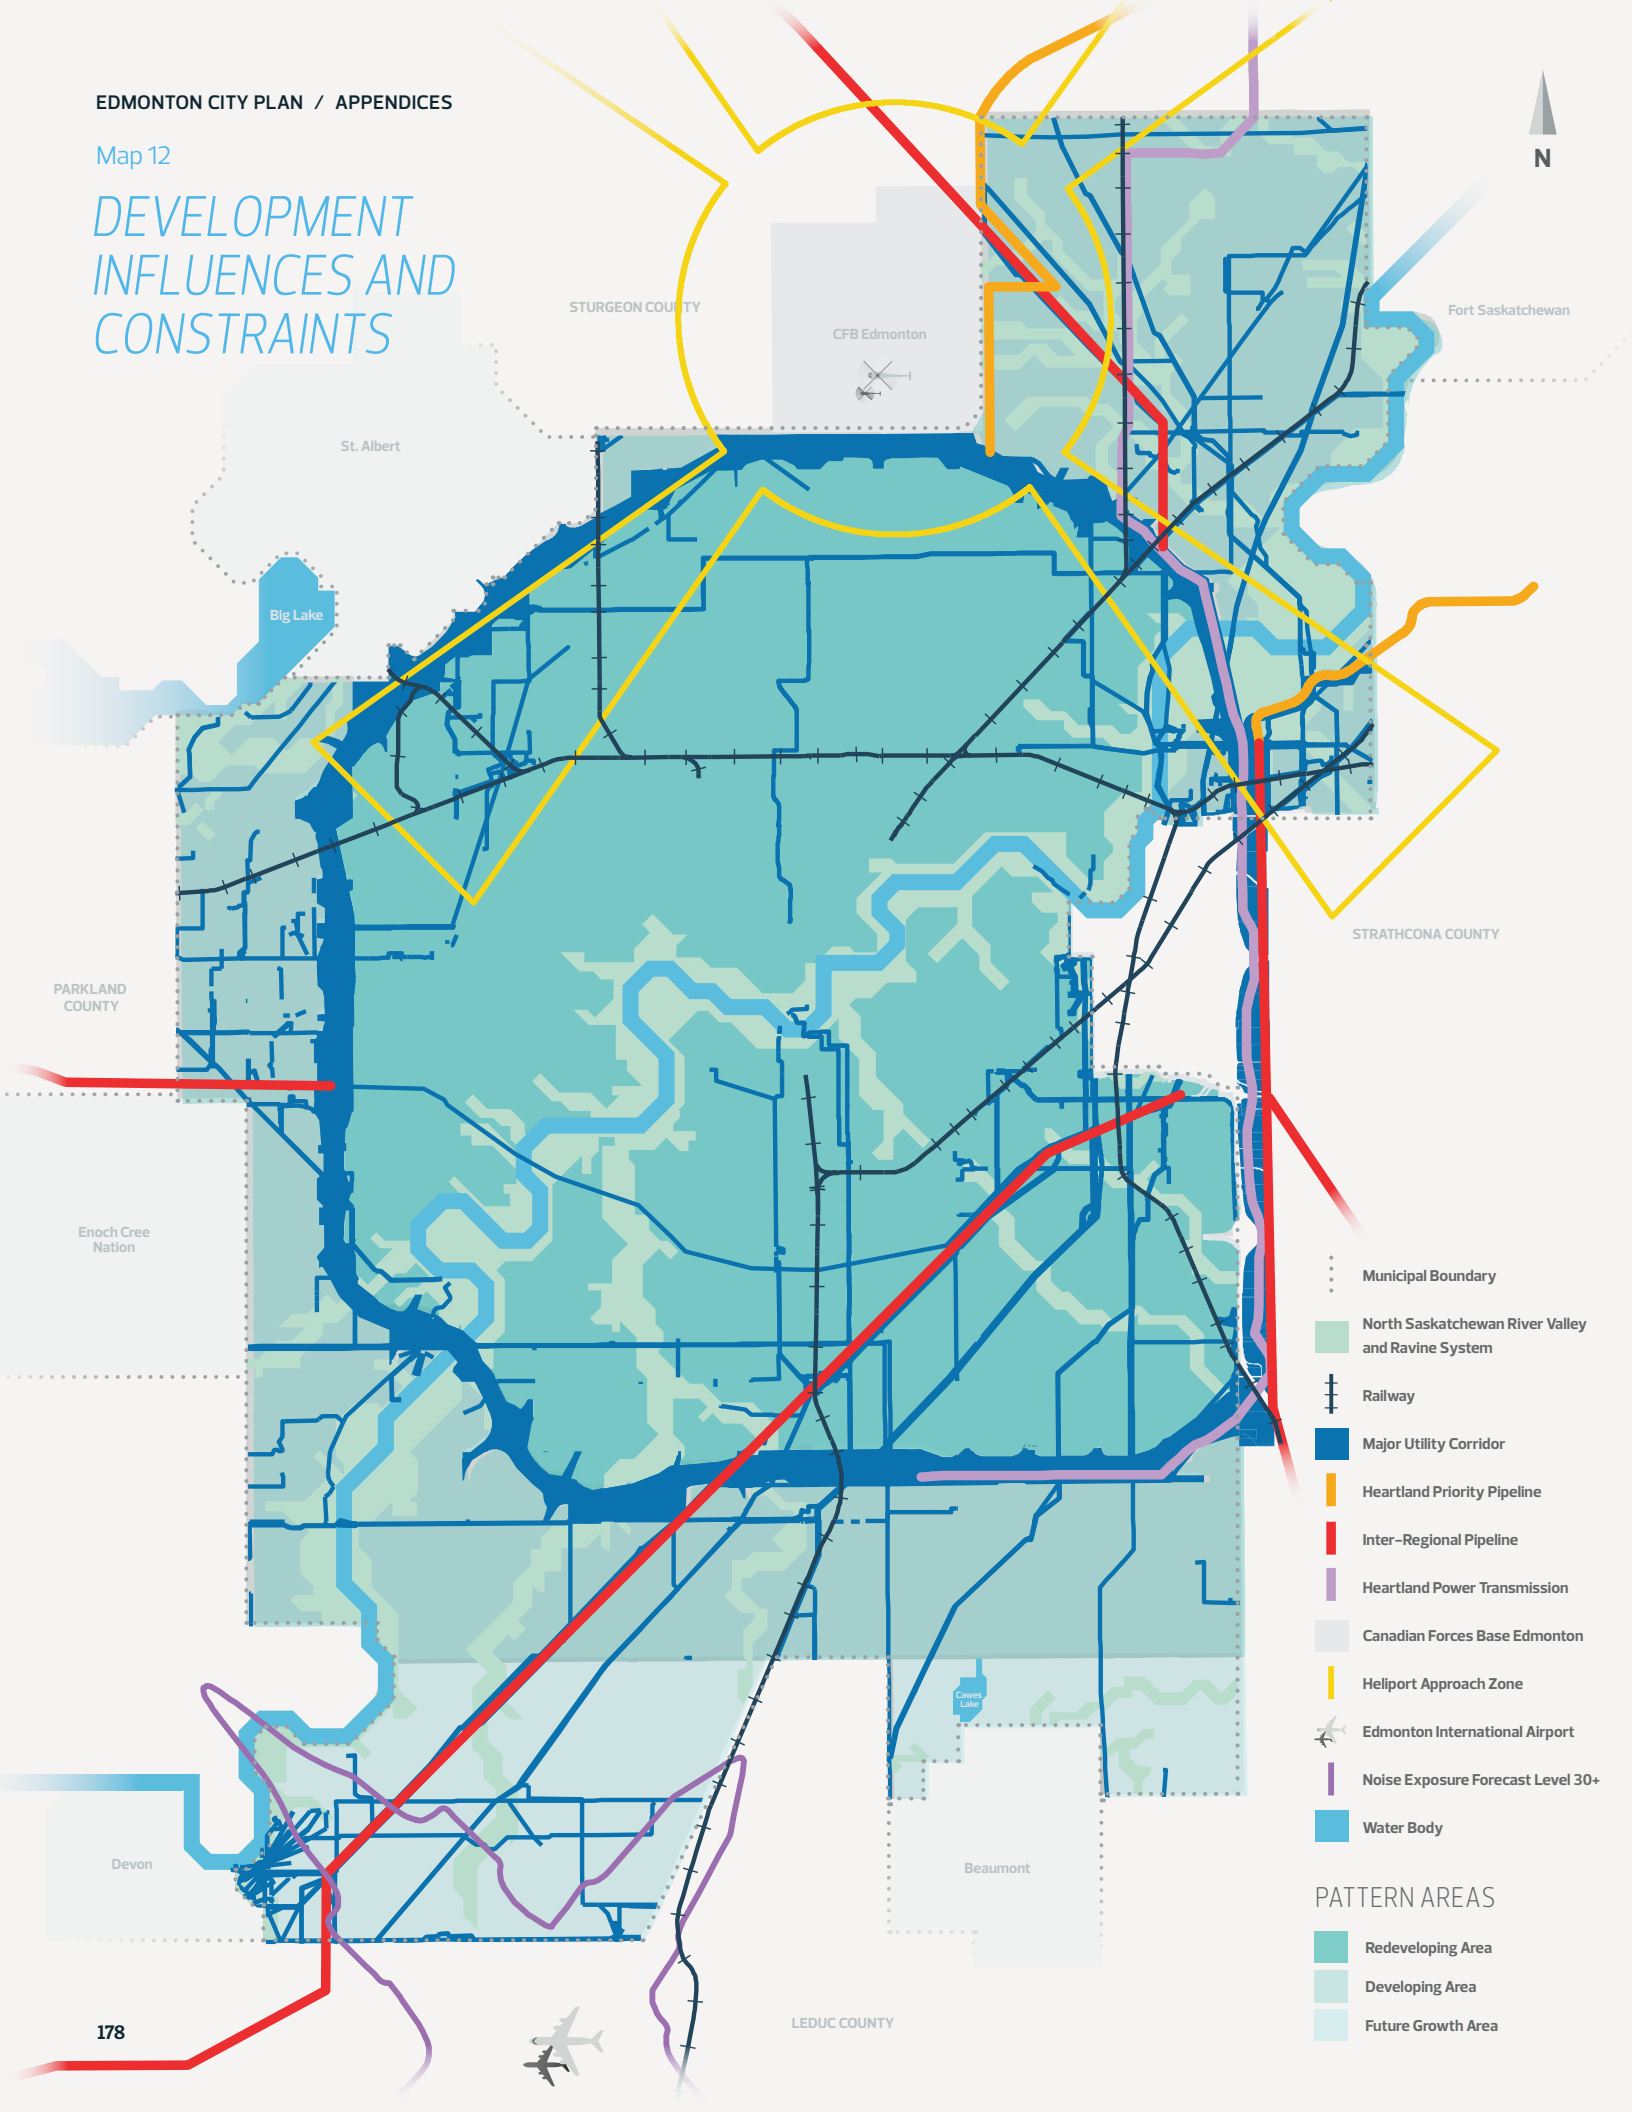 EDMONTON CITY PLAN / APPENDICES
Map 12
DEVELOPMENT
INFLUENCES AND
CONSTRAINTS
N
STURGEON COUNTY
CFB Edmonton
Fort Saskatchewan
St. Albert
Big Lake
STRATHCONA COUNTY
PARKLAND
COUNTY
Enoch Cree
Nation
Cawes
Lake
Devon
Beaumont
LEDUC COUNTY
Municipal Boundary
North Saskatchewan River Valley
and Ravine System
Railway
Major Utility Corridor
Heartland Priority Pipeline
Inter-Regional Pipeline
Heartland Power Transmission
Canadian Forces Base Edmonton
Heliport Approach Zone
Edmonton International Airport
Noise Exposure Forecast Level 30+
Water Body
PATTERN AREAS
Redeveloping Area
Developing Area
Future Growth Area
178